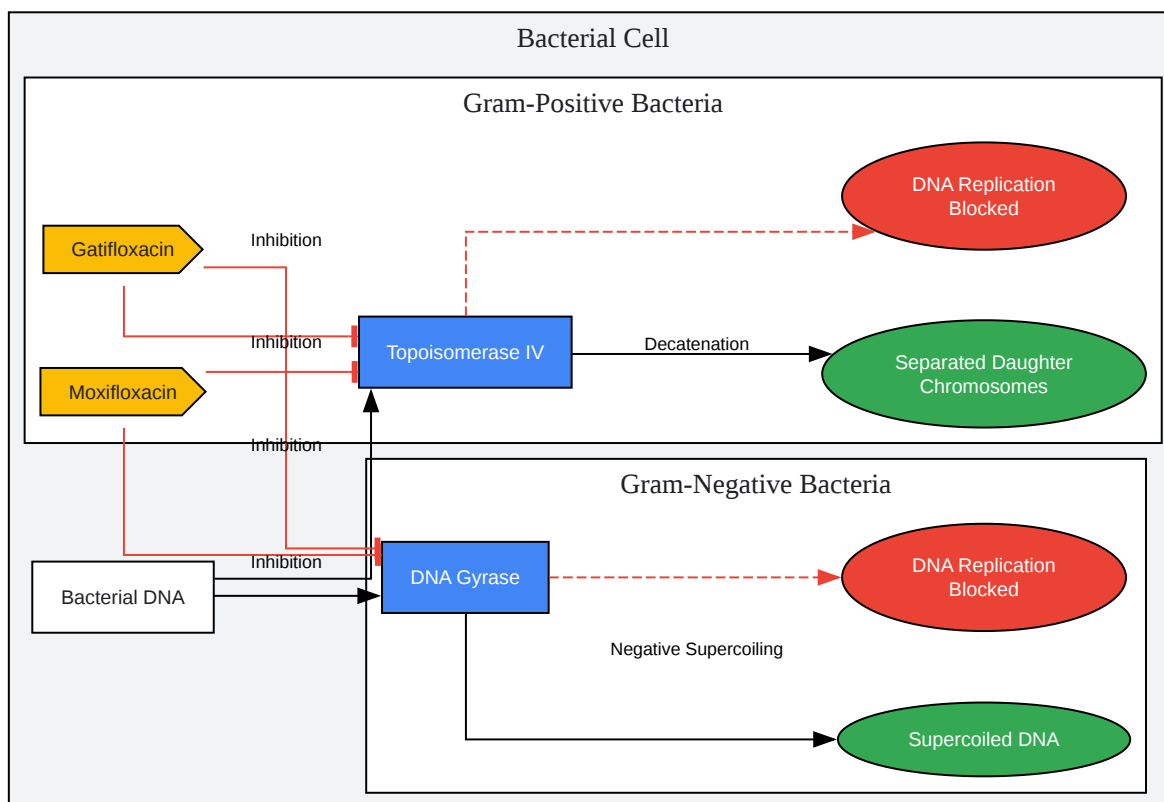 Bacterial Cell
Gram-Positive Bacteria
DNA Replication
Blocked
Gatifloxacin
Inhibition
Inhibition
Topoisomerase IV
Decatenation
Separated Daughter
Chromosomes
Moxifloxacin
Inhibition
Gram-Negative Bacteria
Inhibition
DNA Gyrase
DNA Replication
Blocked
Bacterial DNA
Negative Supercoiling
Supercoiled DNA